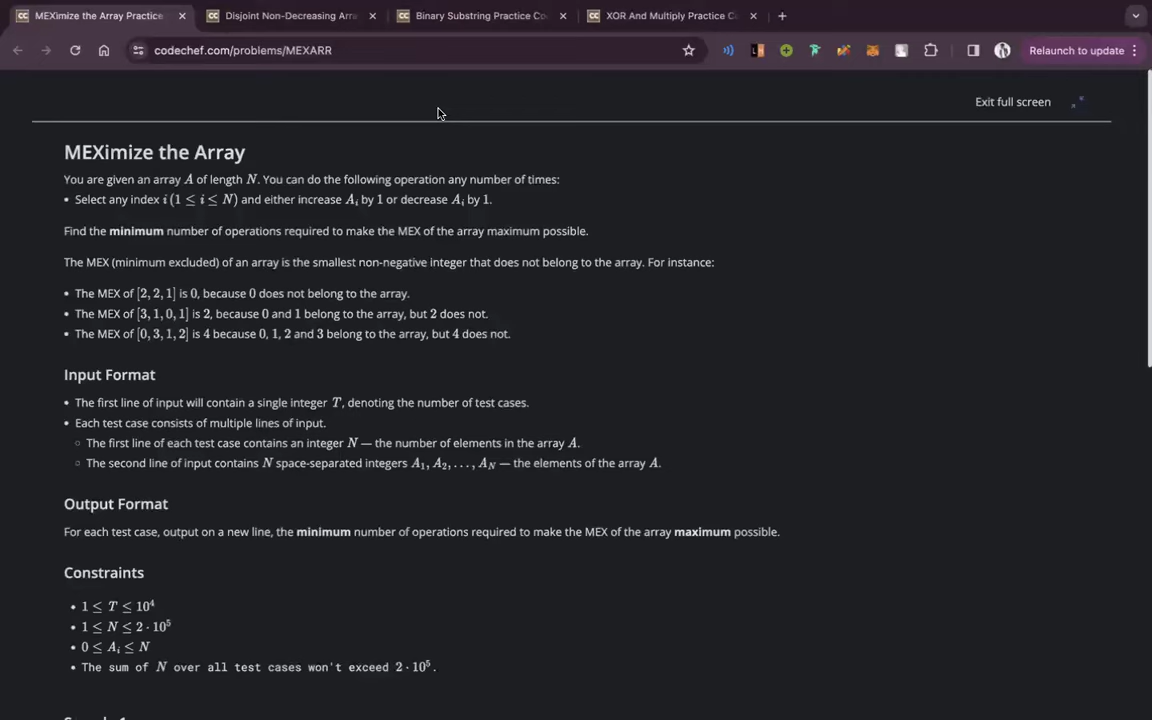 MEXimize the Array Practice
Disjoint Non-Decreasing Arra
Binary Substring Practice Co
XOR And Multiply Practice C
codechef.com/problems/MEXARR
Relaunch to update
Exit full screen
MEXimize the Array
You are given an array A of length N. You can do the following operation any number of times:
• Select any index i (1 ≤ i ≤ N) and either increase Aᵢ by 1 or decrease Aᵢ by 1.
Find the minimum number of operations required to make the MEX of the array maximum possible.
The MEX (minimum excluded) of an array is the smallest non-negative integer that does not belong to the array. For instance:
• The MEX of [2, 2, 1] is 0, because 0 does not belong to the array.
• The MEX of [3, 1, 0, 1] is 2, because 0 and 1 belong to the array, but 2 does not.
• The MEX of [0, 3, 1, 2] is 4 because 0, 1, 2 and 3 belong to the array, but 4 does not.
Input Format
• The first line of input will contain a single integer T, denoting the number of test cases.
• Each test case consists of multiple lines of input.
○ The first line of each test case contains an integer N — the number of elements in the array A.
○ The second line of input contains N space-separated integers A₁, A₂, . . . , A_N — the elements of the array A.
Output Format
For each test case, output on a new line, the minimum number of operations required to make the MEX of the array maximum possible.
Constraints
• 1 ≤ T ≤ 10⁴
• 1 ≤ N ≤ 2 · 10⁵
• 0 ≤ Aᵢ ≤ N
• The sum of N over all test cases won't exceed 2 · 10⁵.